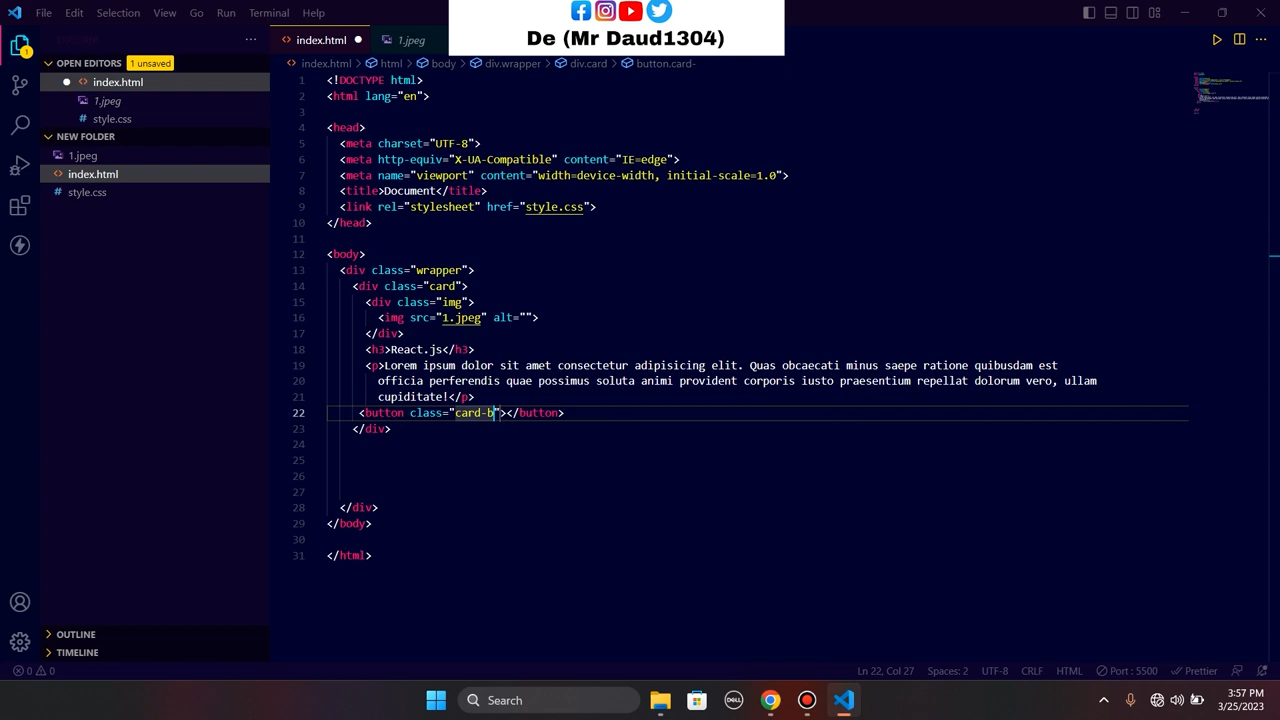 File Edit Selection View Go Run Terminal Help
De (Mr Daud1304)
OPEN EDITORS 1 unsaved
index.html
1.jpeg
style.css
NEW FOLDER
1.jpeg
index.html
style.css
OUTLINE
TIMELINE
index.html 1.jpeg
index.html html body div.wrapper div.card button.card-
1 <!DOCTYPE html>
2 <html lang="en">
3
4 <head>
5 <meta charset="UTF-8">
6 <meta http-equiv="X-UA-Compatible" content="IE=edge">
7 <meta name="viewport" content="width=device-width, initial-scale=1.0">
8 <title>Document</title>
9 <link rel="stylesheet" href="style.css">
10 </head>
11
12 <body>
13 <div class="wrapper">
14 <div class="card">
15 <div class="img">
16 <img src="1.jpeg" alt="">
17 </div>
18 <h3>React.js</h3>
19 <p>Lorem ipsum dolor sit amet consectetur adipisicing elit. Quas obcaecati minus saepe ratione quibusdam est
20 officia perferendis quae possimus soluta animi provident corporis iusto praesentium repellat dolorum vero, ullam
21 cupiditate!</p>
22 <button class="card-b"></button>
23 </div>
24
25
26
27
28 </div>
29 </body>
30
31 </html>
0 0 Ln 22, Col 27 Spaces: 2 UTF-8 CRLF HTML Port : 5500 Prettier
Search
DELL
3:57 PM
3/25/2023